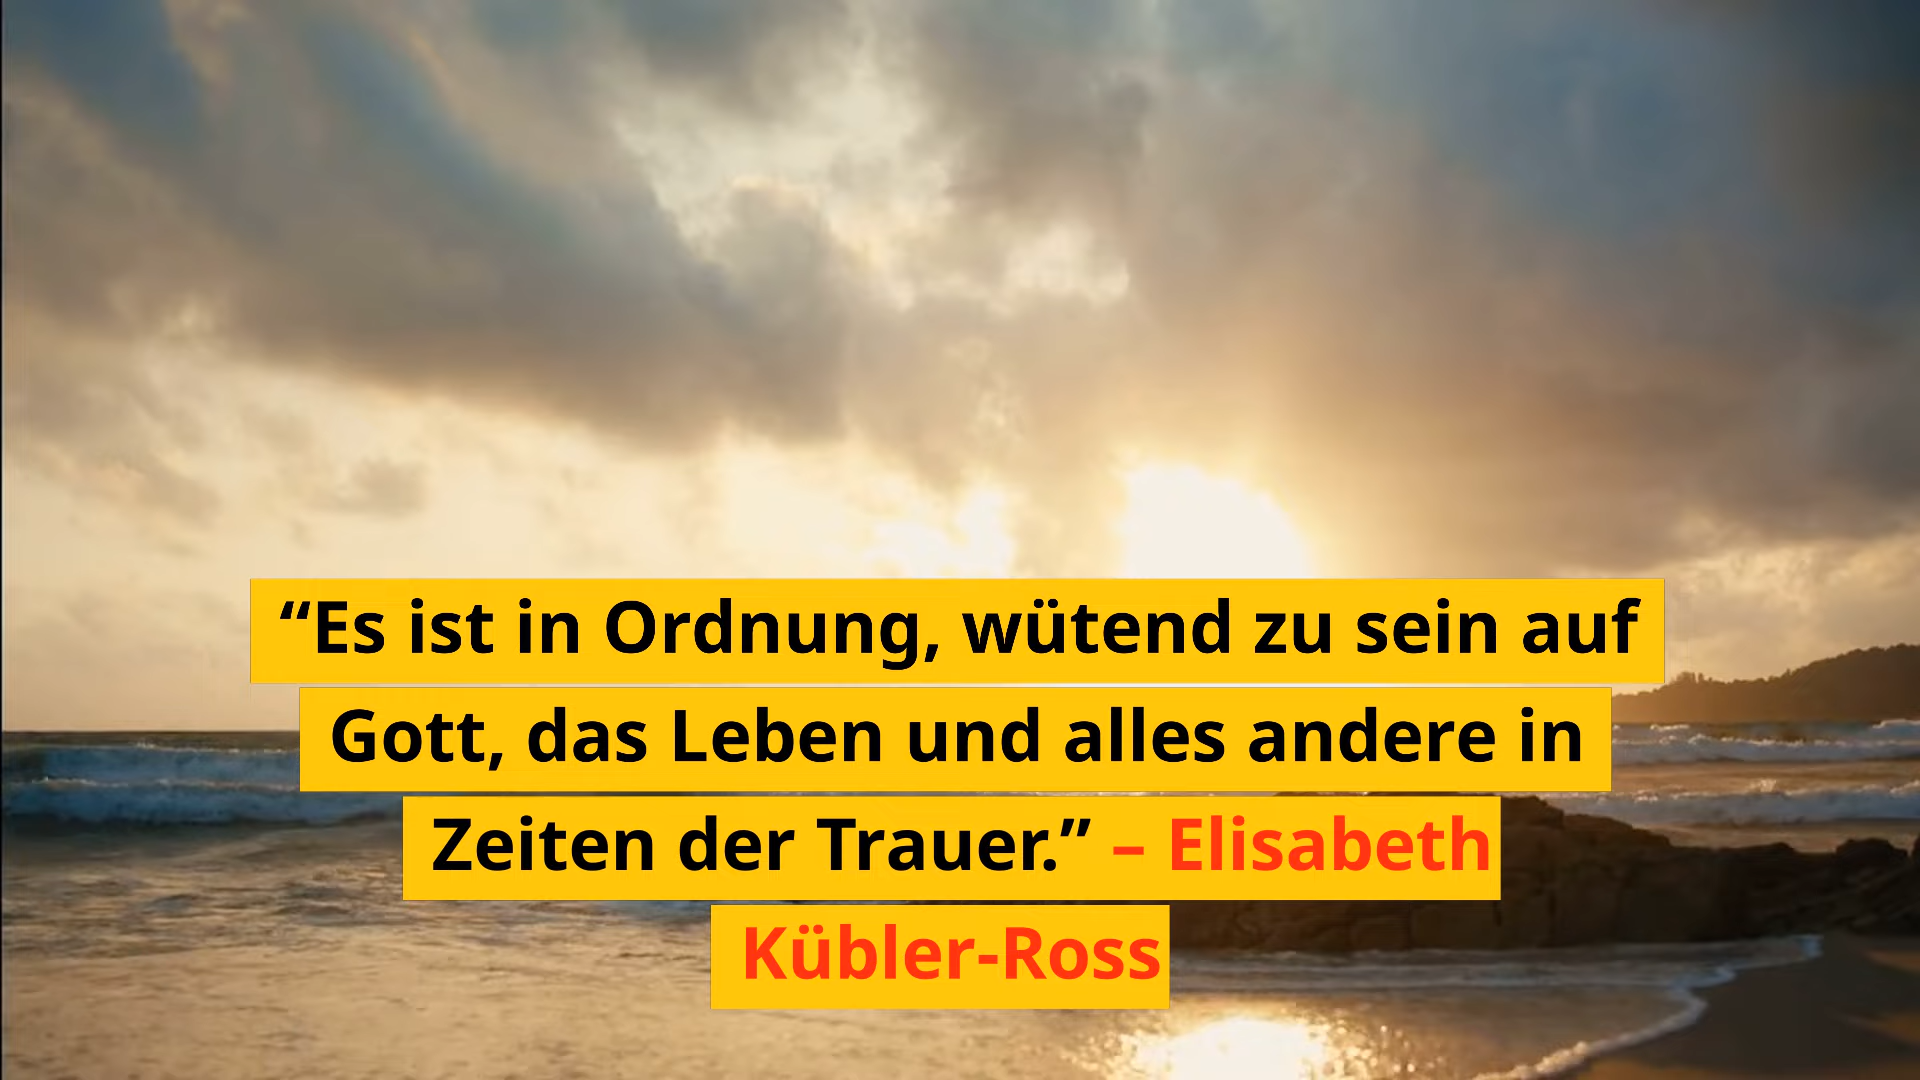 “Es ist in Ordnung, wütend zu sein auf
Gott, das Leben und alles andere in
Zeiten der Trauer.” – Elisabeth
Kübler-Ross